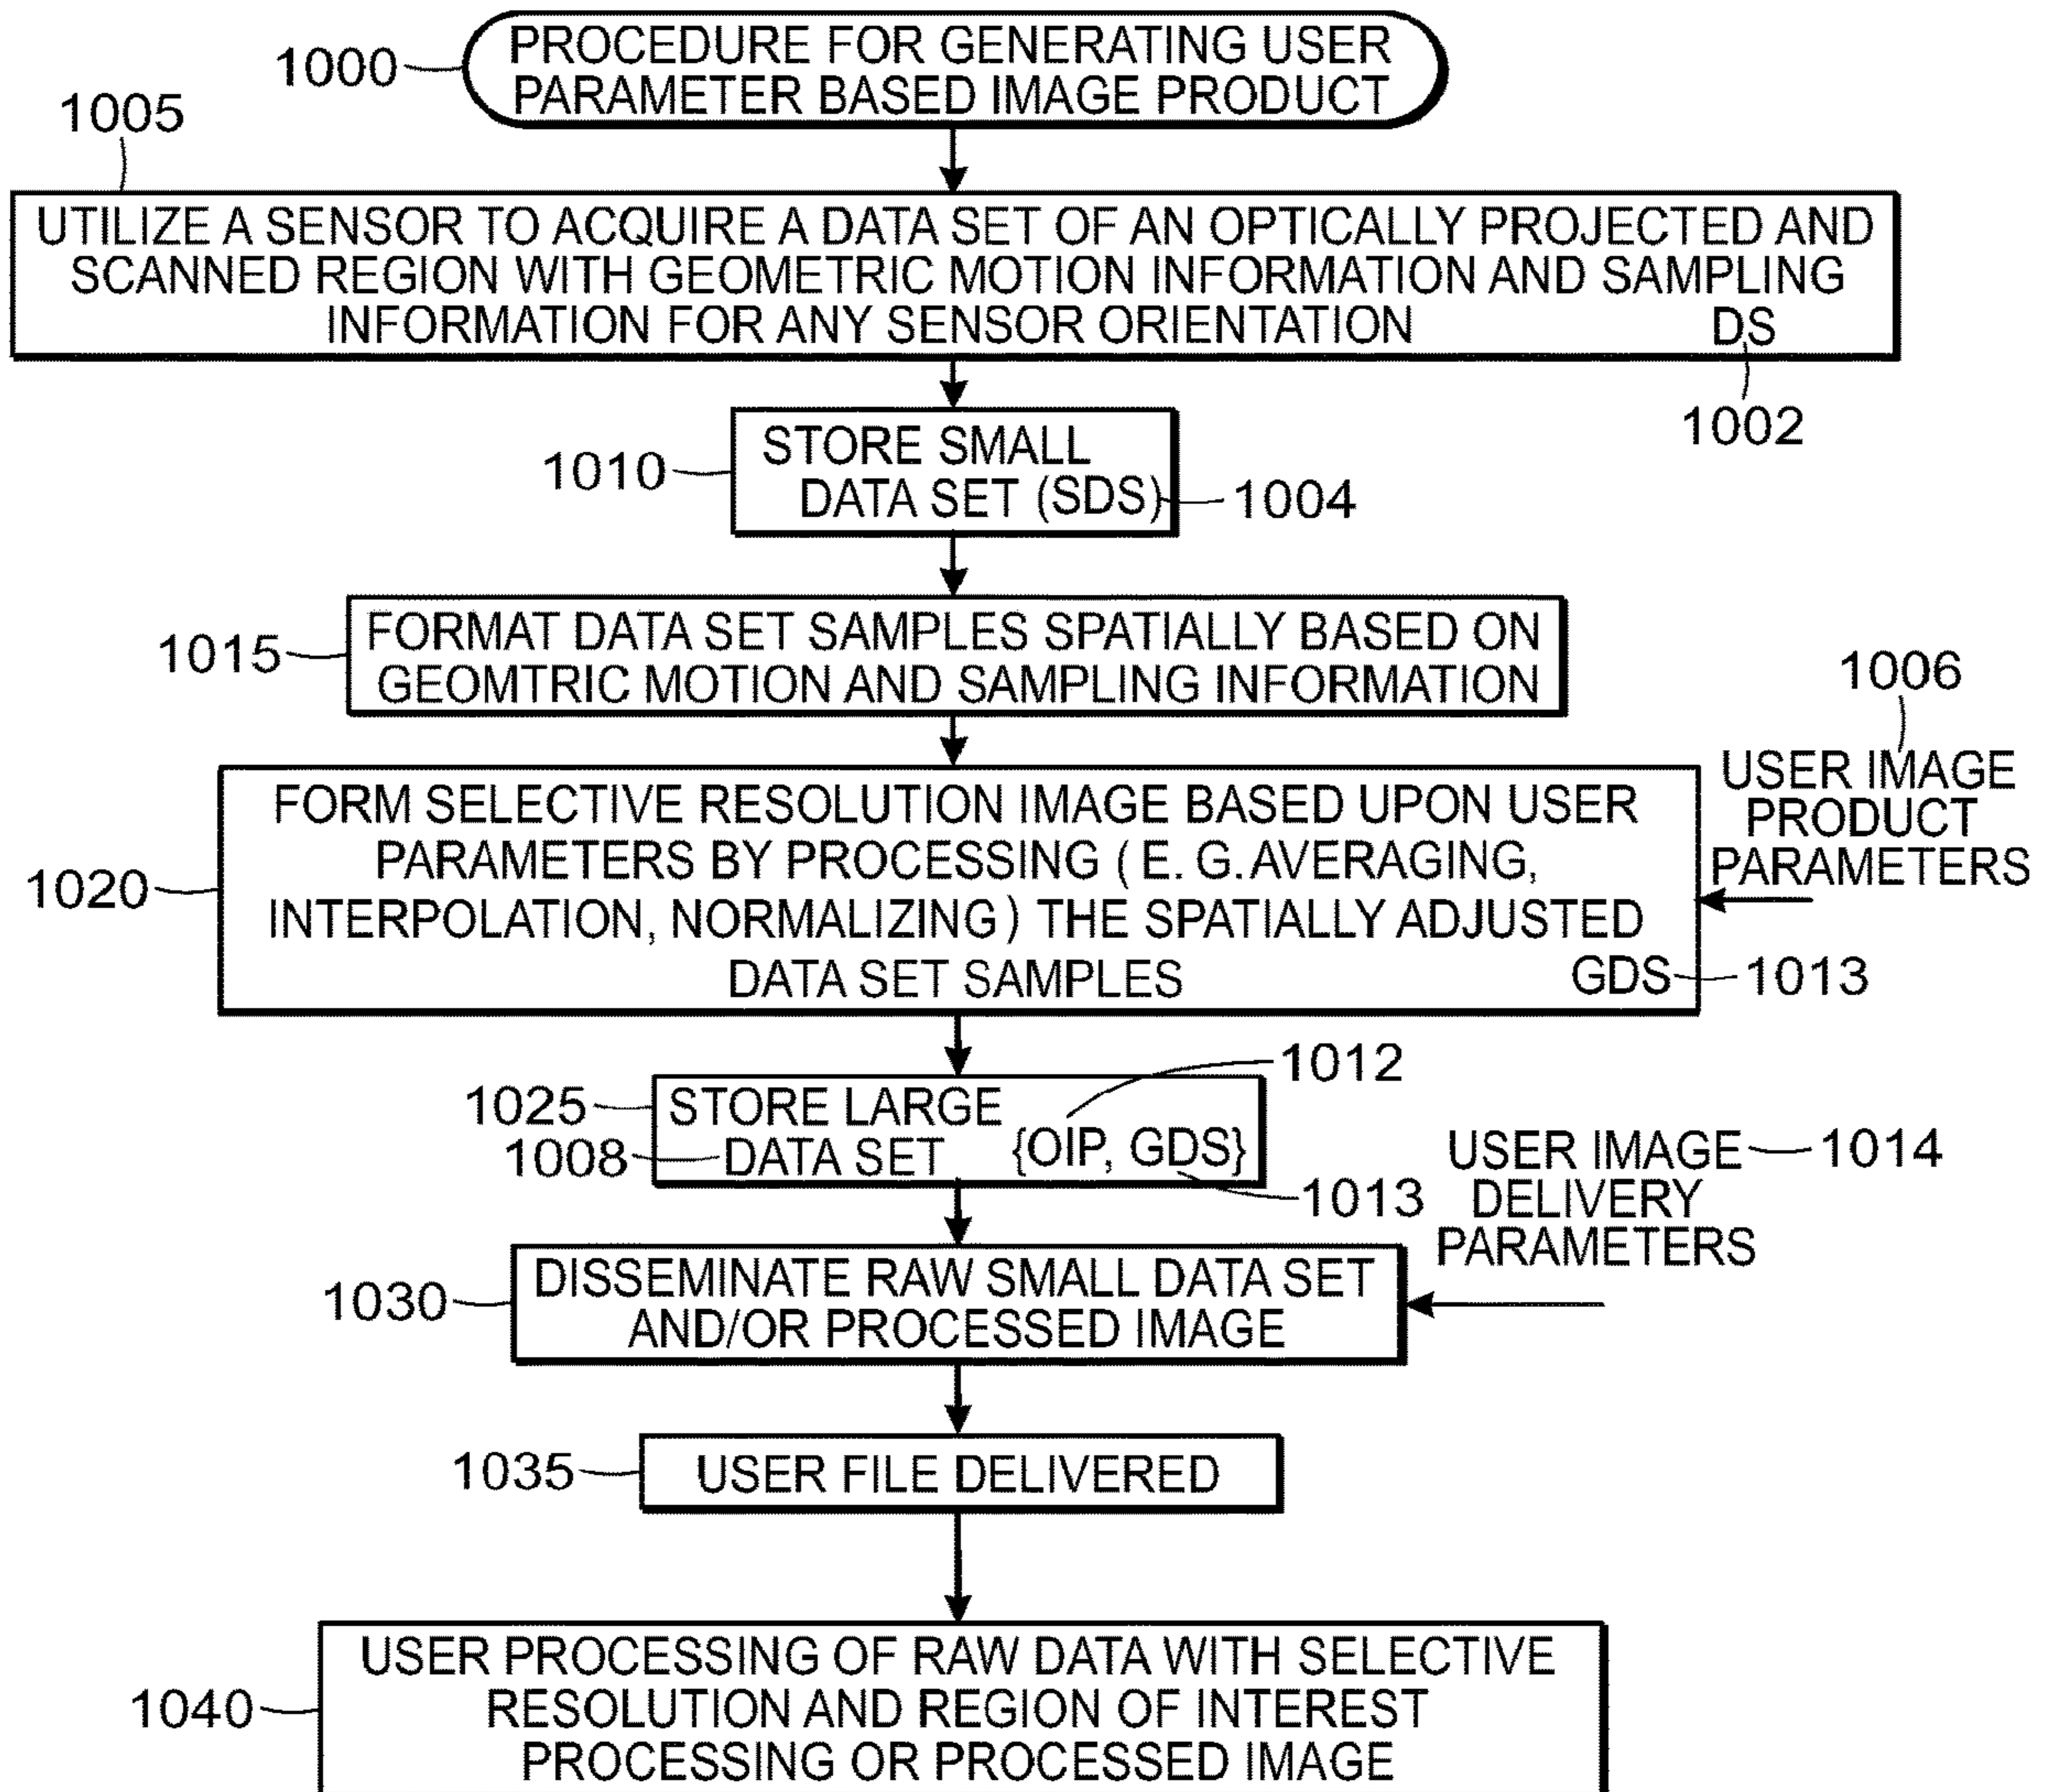 1000
PROCEDURE FOR GENERATING USER
PARAMETER BASED IMAGE PRODUCT
1005
UTILIZE A SENSOR TO ACQUIRE A DATA SET OF AN OPTICALLY PROJECTED AND
SCANNED REGION WITH GEOMETRIC MOTION INFORMATION AND SAMPLING
INFORMATION FOR ANY SENSOR ORIENTATION DS
1002
1010
STORE SMALL
DATA SET (SDS)
1004
1015
FORMAT DATA SET SAMPLES SPATIALLY BASED ON
GEOMTRIC MOTION AND SAMPLING INFORMATION
1006
USER IMAGE
PRODUCT
PARAMETERS
1020
FORM SELECTIVE RESOLUTION IMAGE BASED UPON USER
PARAMETERS BY PROCESSING (E. G. AVERAGING,
INTERPOLATION, NORMALIZING) THE SPATIALLY ADJUSTED
DATA SET SAMPLES GDS
1013
1012
1025
STORE LARGE
1008
DATA SET {OIP, GDS}
1013
USER IMAGE
DELIVERY
PARAMETERS
1014
1030
DISSEMINATE RAW SMALL DATA SET
AND/OR PROCESSED IMAGE
1035
USER FILE DELIVERED
1040
USER PROCESSING OF RAW DATA WITH SELECTIVE
RESOLUTION AND REGION OF INTEREST
PROCESSING OR PROCESSED IMAGE